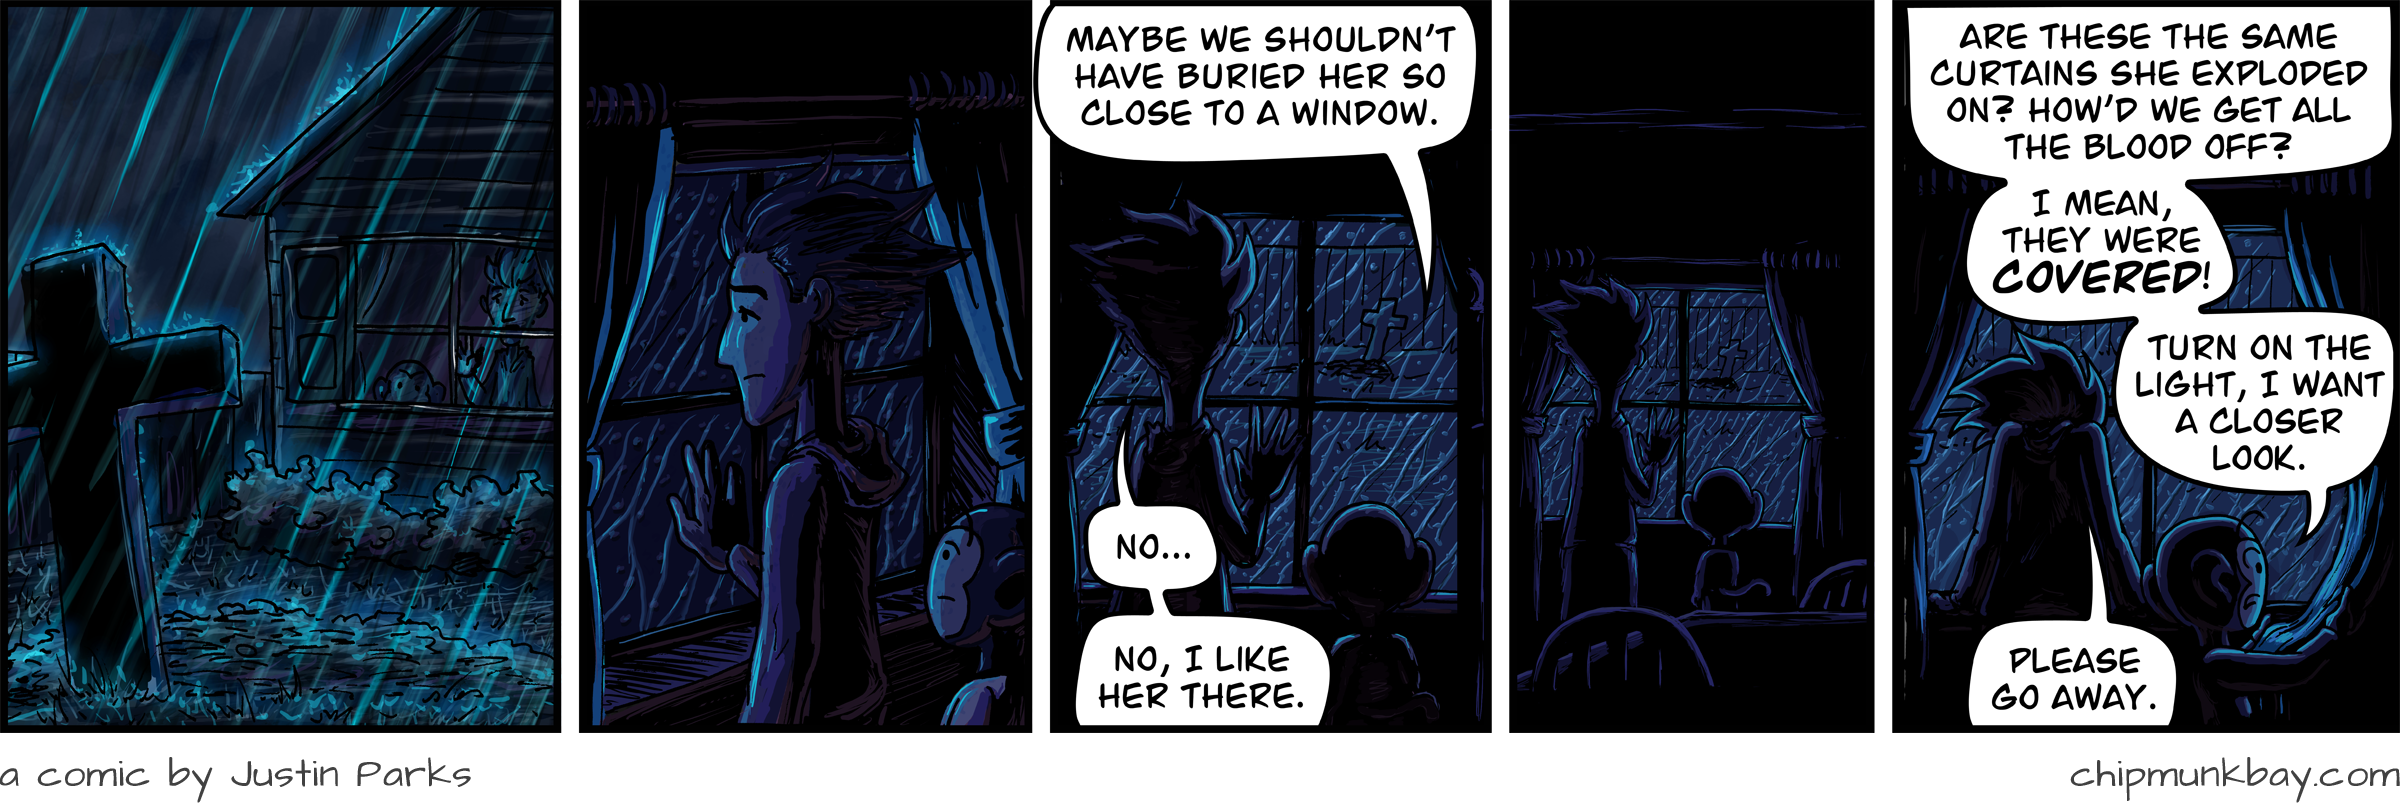 MAYBE WE SHOULDN'T
HAVE BURIED HER SO
CLOSE TO A WINDOW.
NO...
NO, I LIKE
HER THERE.
ARE THESE THE SAME
CURTAINS SHE EXPLODED
ON? HOW'D WE GET ALL
THE BLOOD OFF?
I MEAN,
THEY WERE
COVERED!
TURN ON THE
LIGHT, I WANT
A CLOSER
LOOK.
PLEASE
GO AWAY.
a comic by Justin Parks
chipmunkbay.com